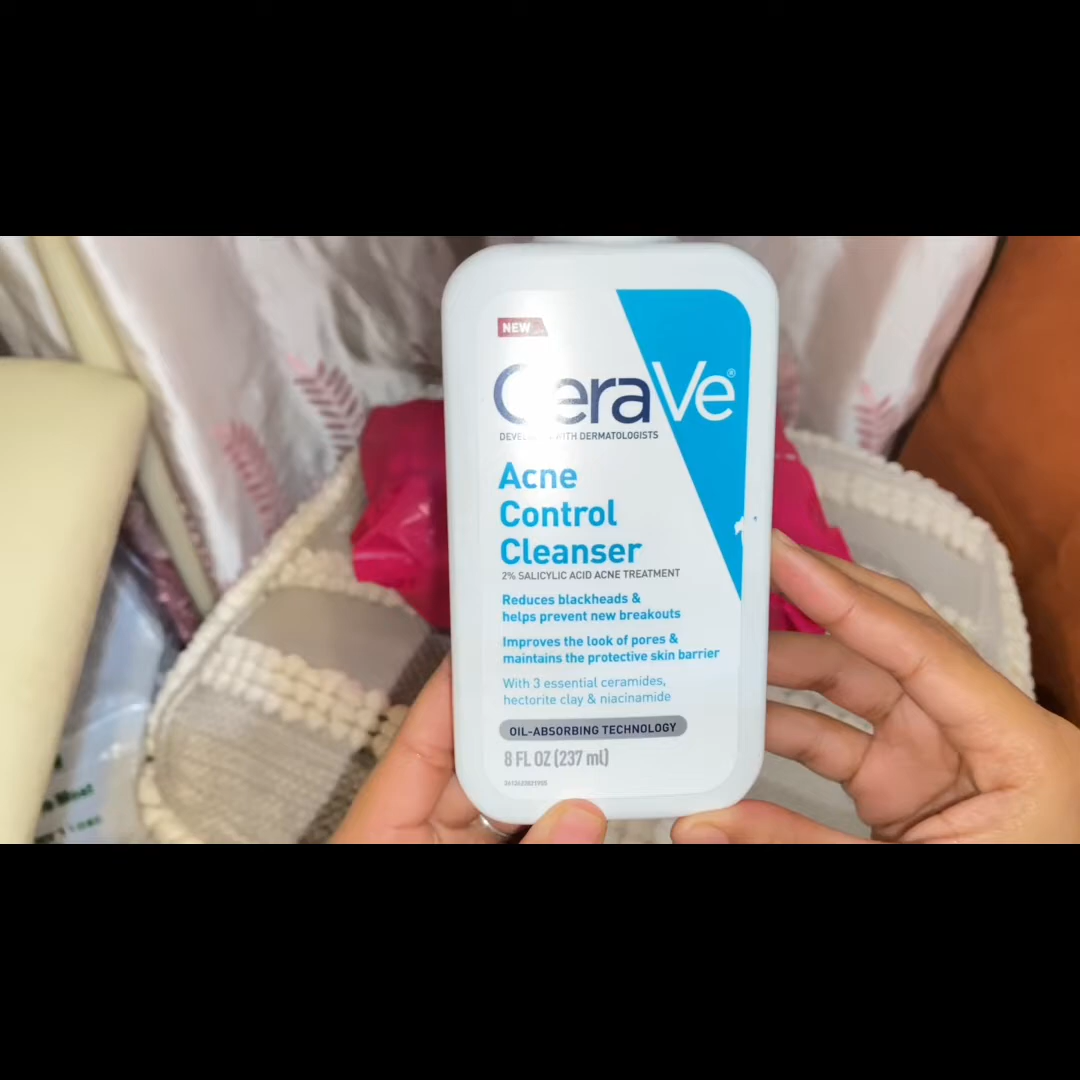 NEW
CeraVe®
DEVELOPED WITH DERMATOLOGISTS
Acne
Control
Cleanser
2% SALICYLIC ACID ACNE TREATMENT
Reduces blackheads &
helps prevent new breakouts
Improves the look of pores &
maintains the protective skin barrier
With 3 essential ceramides,
hectorite clay & niacinamide
OIL-ABSORBING TECHNOLOGY
8 FL OZ (237 ml)